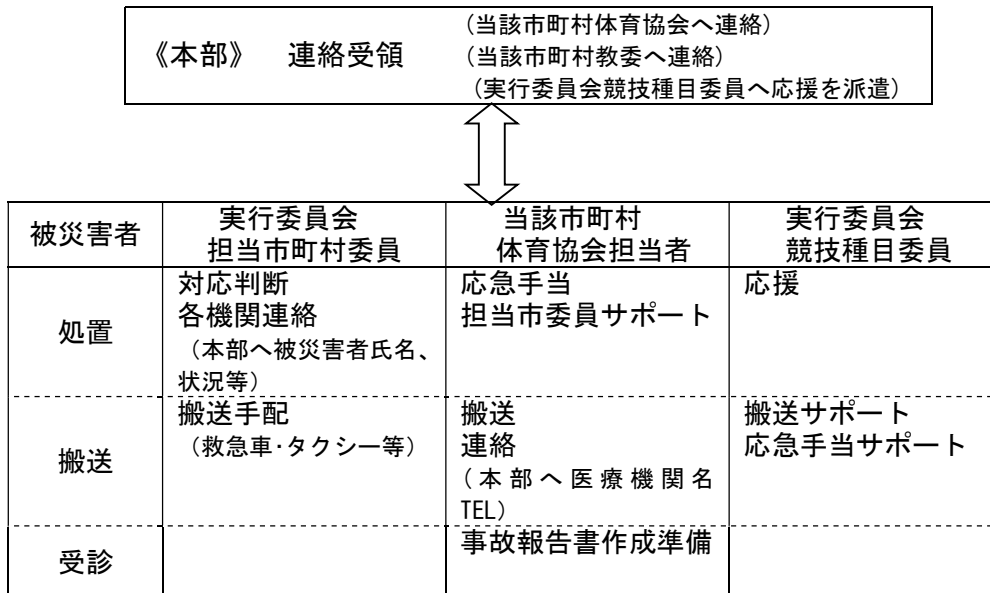 《本部》 連絡受領
（当該市町村体育協会へ連絡）
（当該市町村教委へ連絡）
（実行委員会競技種目委員へ応援を派遣）
被災害者
実行委員会
担当市町村委員
当該市町村
体育協会担当者
実行委員会
競技種目委員
処置
対応判断
各機関連絡
（本部へ被災害者氏名、
状況等）
応急手当
担当市委員サポート
応援
搬送
搬送手配
（救急車･タクシー等）
搬送
連絡
（本部へ医療機関名
TEL）
搬送サポート
応急手当サポート
受診
事故報告書作成準備